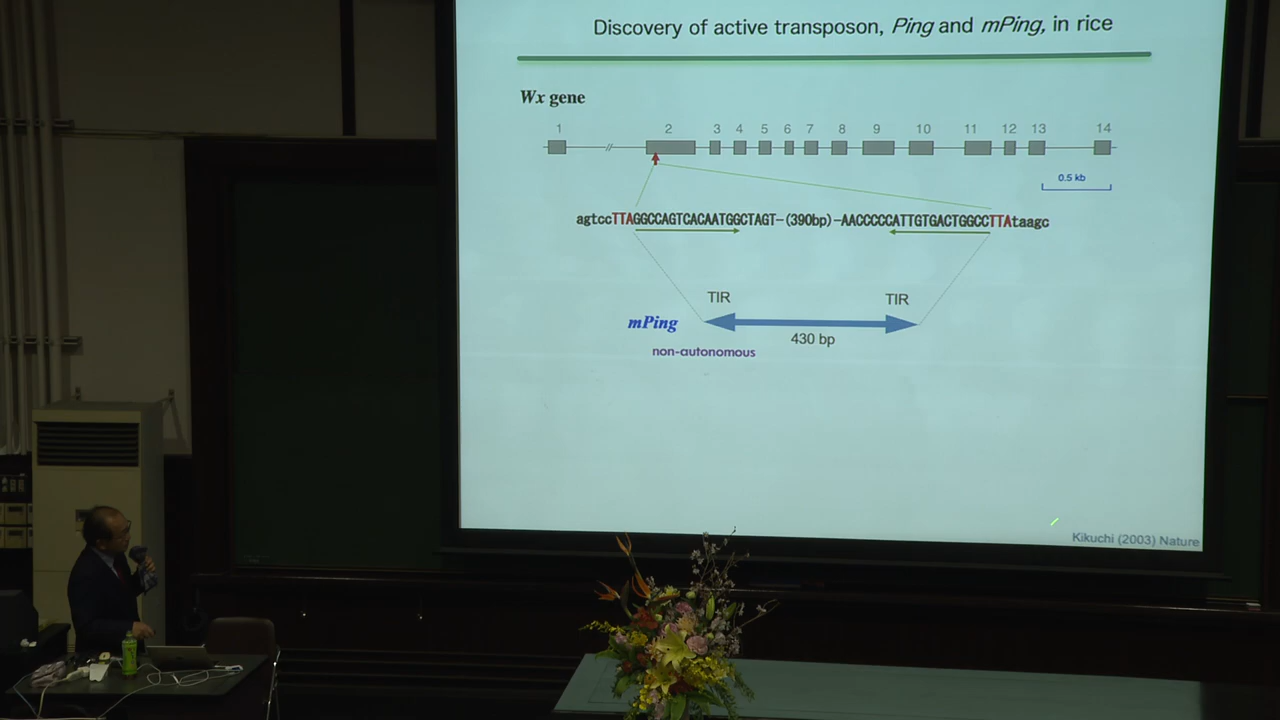 Discovery of active transposon, Ping and mPing, in rice
Wx gene
1 2 3 4 5 6 7 8 9 10 11 12 13 14
0.5 kb
agtccTTAGGCCAGTCACAATGGCTAGT-(390bp)-AACCCCCATTGTGACTGGCCTTAtaagc
TIR TIR
mPing
430 bp
non-autonomous
Kikuchi (2003) Nature